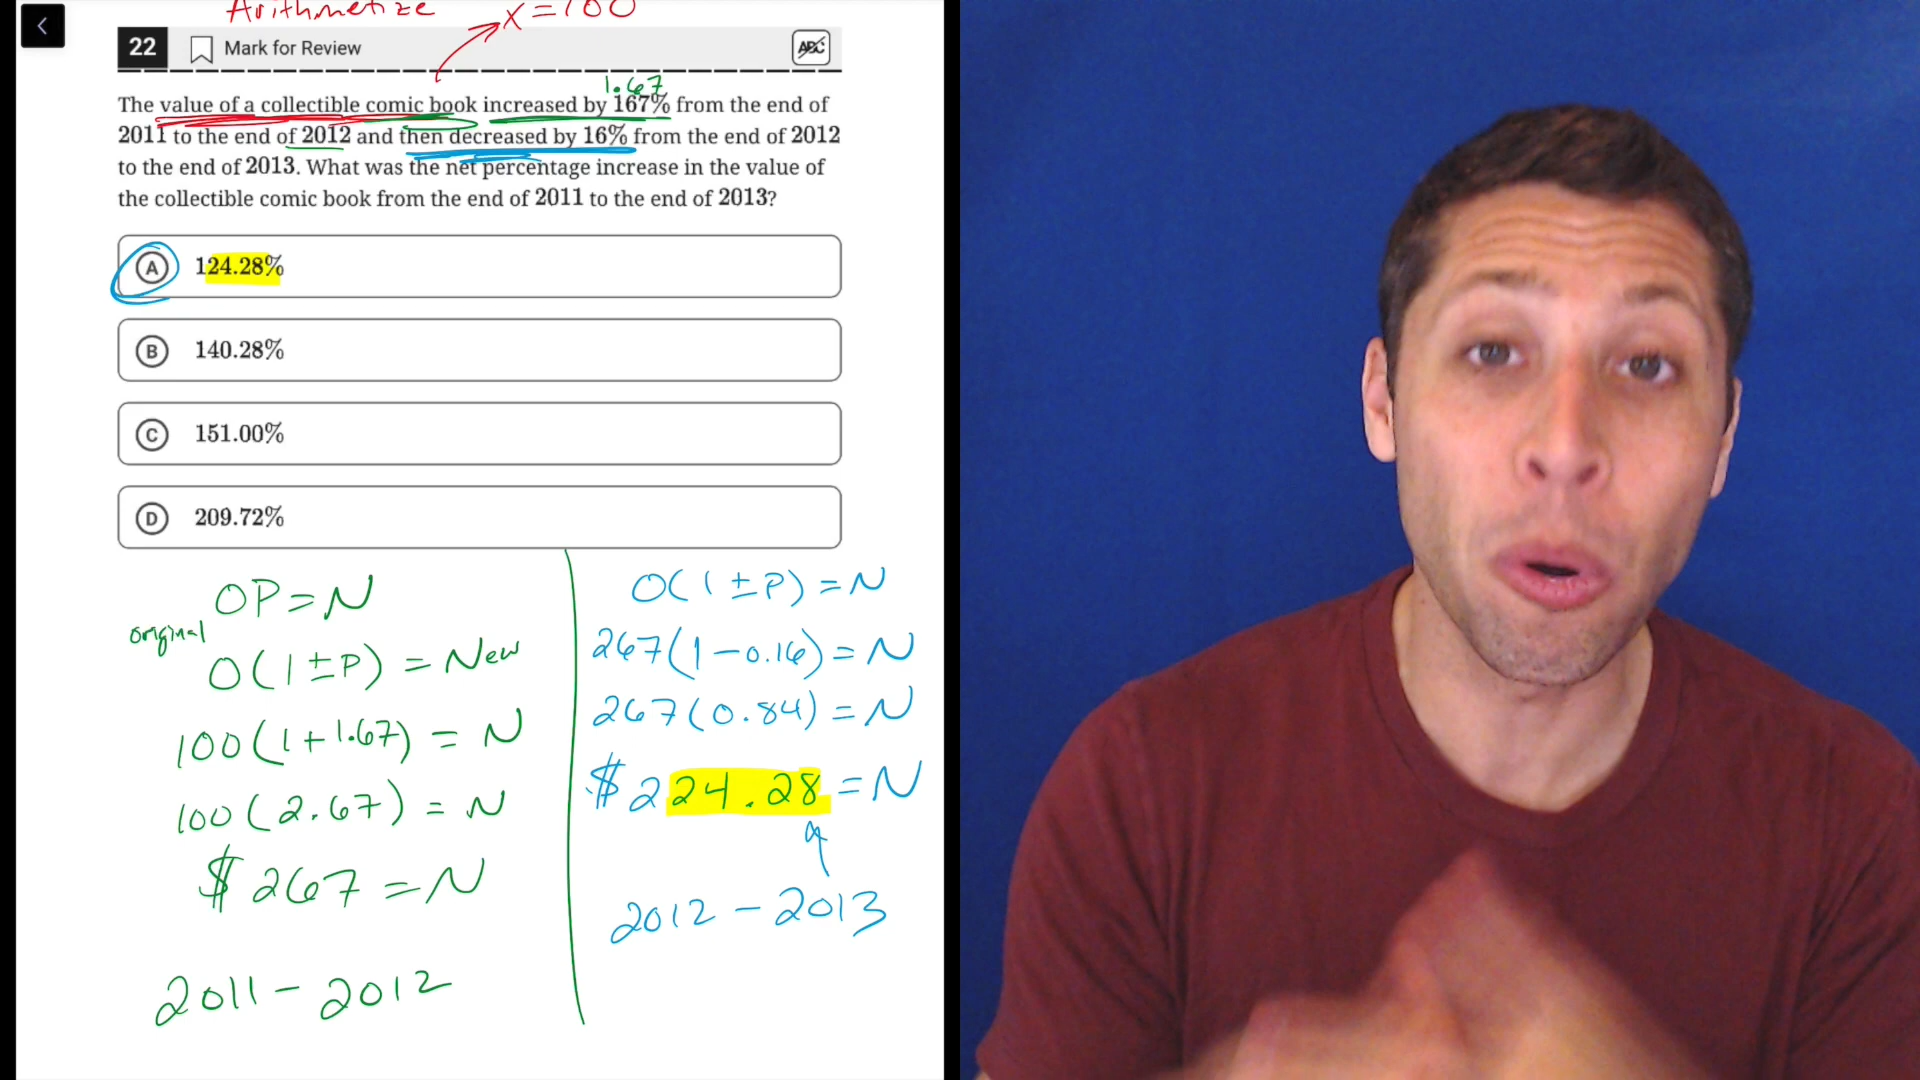 Arithmetize
x = 100
22 Mark for Review ABC
1.67
The value of a collectible comic book increased by 167% from the end of
2011 to the end of 2012 and then decreased by 16% from the end of 2012
to the end of 2013. What was the net percentage increase in the value of
the collectible comic book from the end of 2011 to the end of 2013?
A 124.28%
B 140.28%
C 151.00%
D 209.72%
OP = N
original
O(1 ± P) = New
100(1 + 1.67) = N
100(2.67) = N
$267 = N
2011 - 2012
O(1 ± P) = N
267(1 - 0.16) = N
267(0.84) = N
$224.28 = N
2012 - 2013